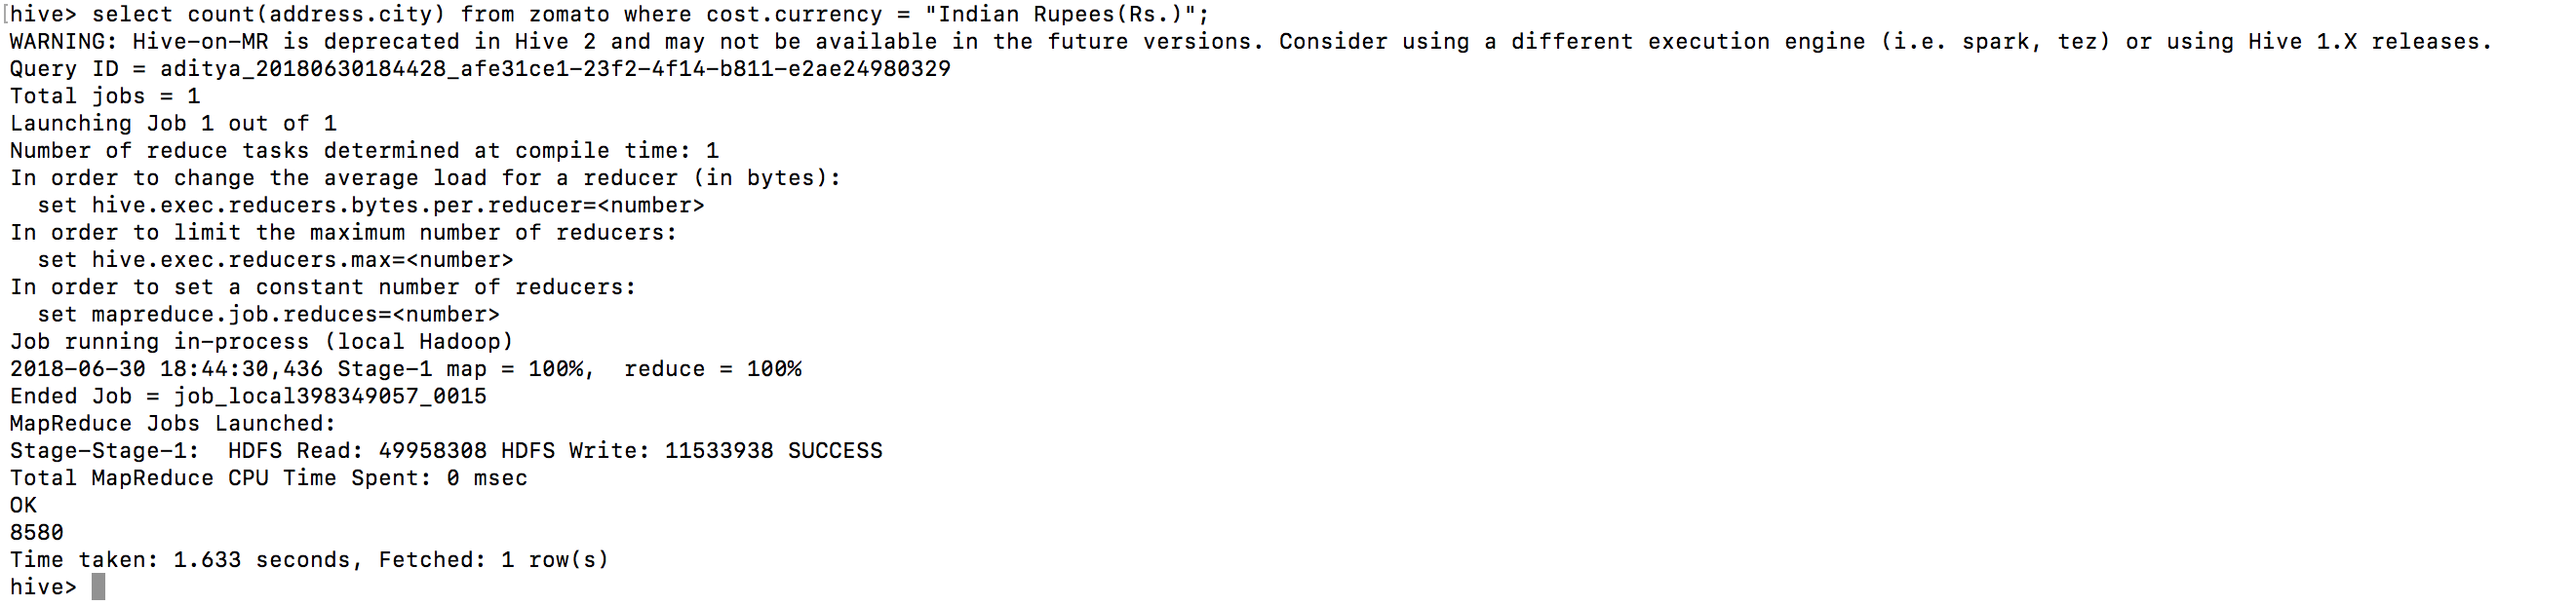 [hive> select count(address.city) from zomato where cost.currency = "Indian Rupees(Rs.)";
WARNING: Hive-on-MR is deprecated in Hive 2 and may not be available in the future versions. Consider using a different execution engine (i.e. spark, tez) or using Hive 1.X releases.
Query ID = aditya_20180630184428_afe31ce1-23f2-4f14-b811-e2ae24980329
Total jobs = 1
Launching Job 1 out of 1
Number of reduce tasks determined at compile time: 1
In order to change the average load for a reducer (in bytes):
  set hive.exec.reducers.bytes.per.reducer=<number>
In order to limit the maximum number of reducers:
  set hive.exec.reducers.max=<number>
In order to set a constant number of reducers:
  set mapreduce.job.reduces=<number>
Job running in-process (local Hadoop)
2018-06-30 18:44:30,436 Stage-1 map = 100%,  reduce = 100%
Ended Job = job_local398349057_0015
MapReduce Jobs Launched:
Stage-Stage-1:  HDFS Read: 49958308 HDFS Write: 11533938 SUCCESS
Total MapReduce CPU Time Spent: 0 msec
OK
8580
Time taken: 1.633 seconds, Fetched: 1 row(s)
hive>